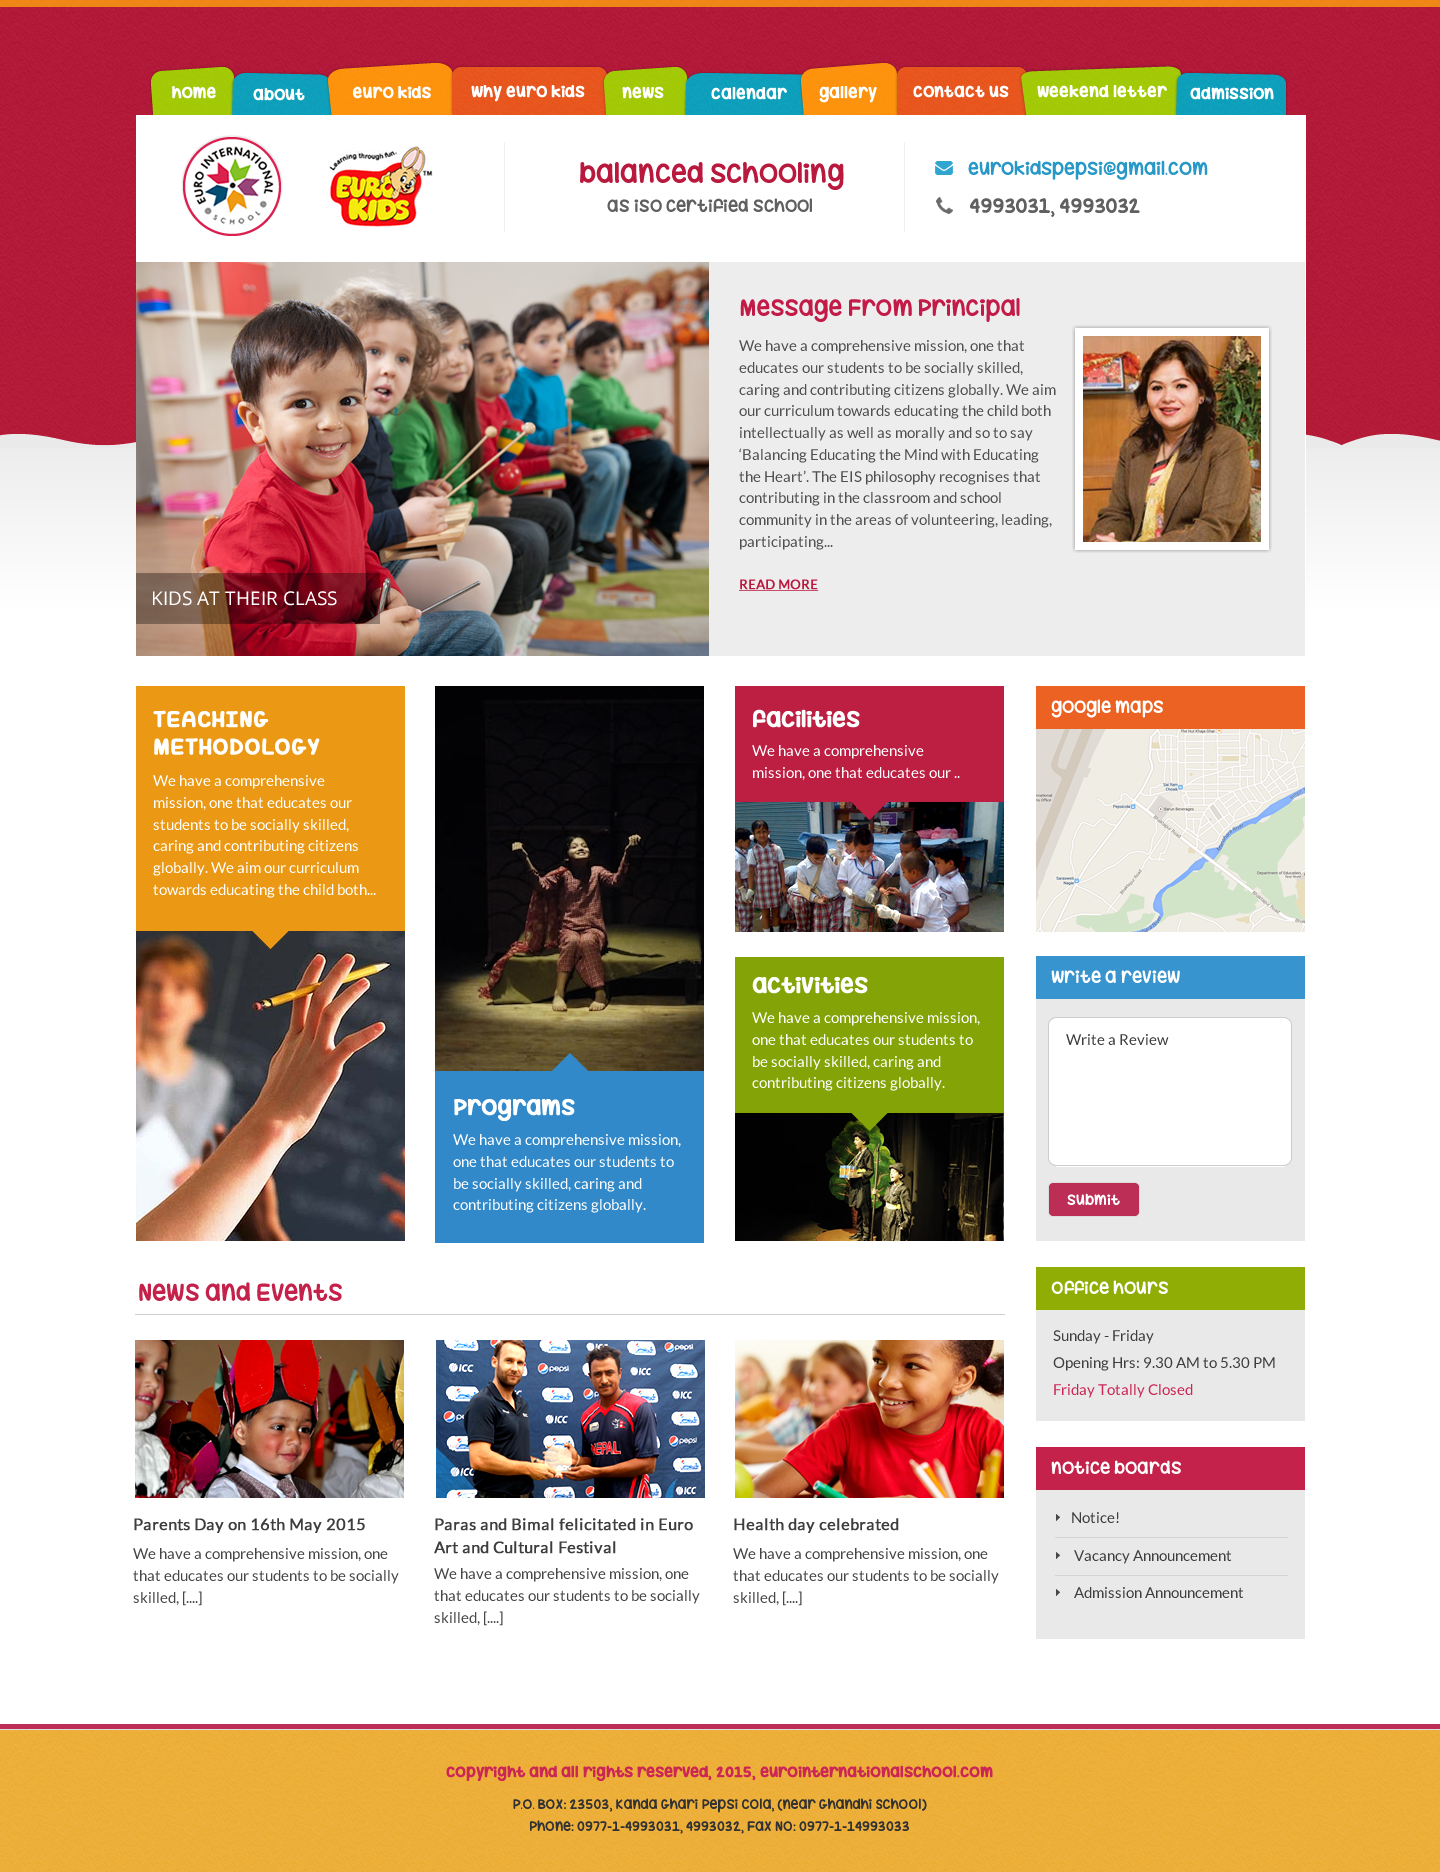 home about euro kids why euro kids news calendar gallery contact us weekend letter admission
EURO INTERNATIONAL
SCHOOL
Learning through fun.
EURO
KIDS
TM
Balanced Schooling
as iso certified school
eurokidspepsi@gmail.com
4993031, 4993032
Message From Principal
We have a comprehensive mission, one that
educates our students to be socially skilled,
caring and contributing citizens globally. We aim
our curriculum towards educating the child both
intellectually as well as morally and so to say
‘Balancing Educating the Mind with Educating
the Heart’. The EIS philosophy recognises that
contributing in the classroom and school
community in the areas of volunteering, leading,
participating...
READ MORE
KIDS AT THEIR CLASS
TEACHING
METHODOLOGY
We have a comprehensive
mission, one that educates our
students to be socially skilled,
caring and contributing citizens
globally. We aim our curriculum
towards educating the child both...
Programs
We have a comprehensive mission,
one that educates our students to
be socially skilled, caring and
contributing citizens globally.
facilities
We have a comprehensive
mission, one that educates our ..
activities
We have a comprehensive mission,
one that educates our students to
be socially skilled, caring and
contributing citizens globally.
google maps
Pepsicola
Varun Beverages
Bhaktapur Road
Bhaktapur Road
Department of Education
write a review
Write a Review
submit
office hours
Sunday - Friday
Opening Hrs: 9.30 AM to 5.30 PM
Friday Totally Closed
notice boards
Notice!
Vacancy Announcement
Admission Announcement
News and Events
ICC
pepsi
NEPAL
Parents Day on 16th May 2015
We have a comprehensive mission, one
that educates our students to be socially
skilled, [....]
Paras and Bimal felicitated in Euro
Art and Cultural Festival
We have a comprehensive mission, one
that educates our students to be socially
skilled, [....]
Health day celebrated
We have a comprehensive mission, one
that educates our students to be socially
skilled, [....]
copyright and all rights reserved, 2015, eurointernationalschool.com
P.O. Box: 23503, Kanda Ghari Pepsi Cola, (Near Ghandhi School)
Phone: 0977-1-4993031, 4993032, Fax No: 0977-1-14993033